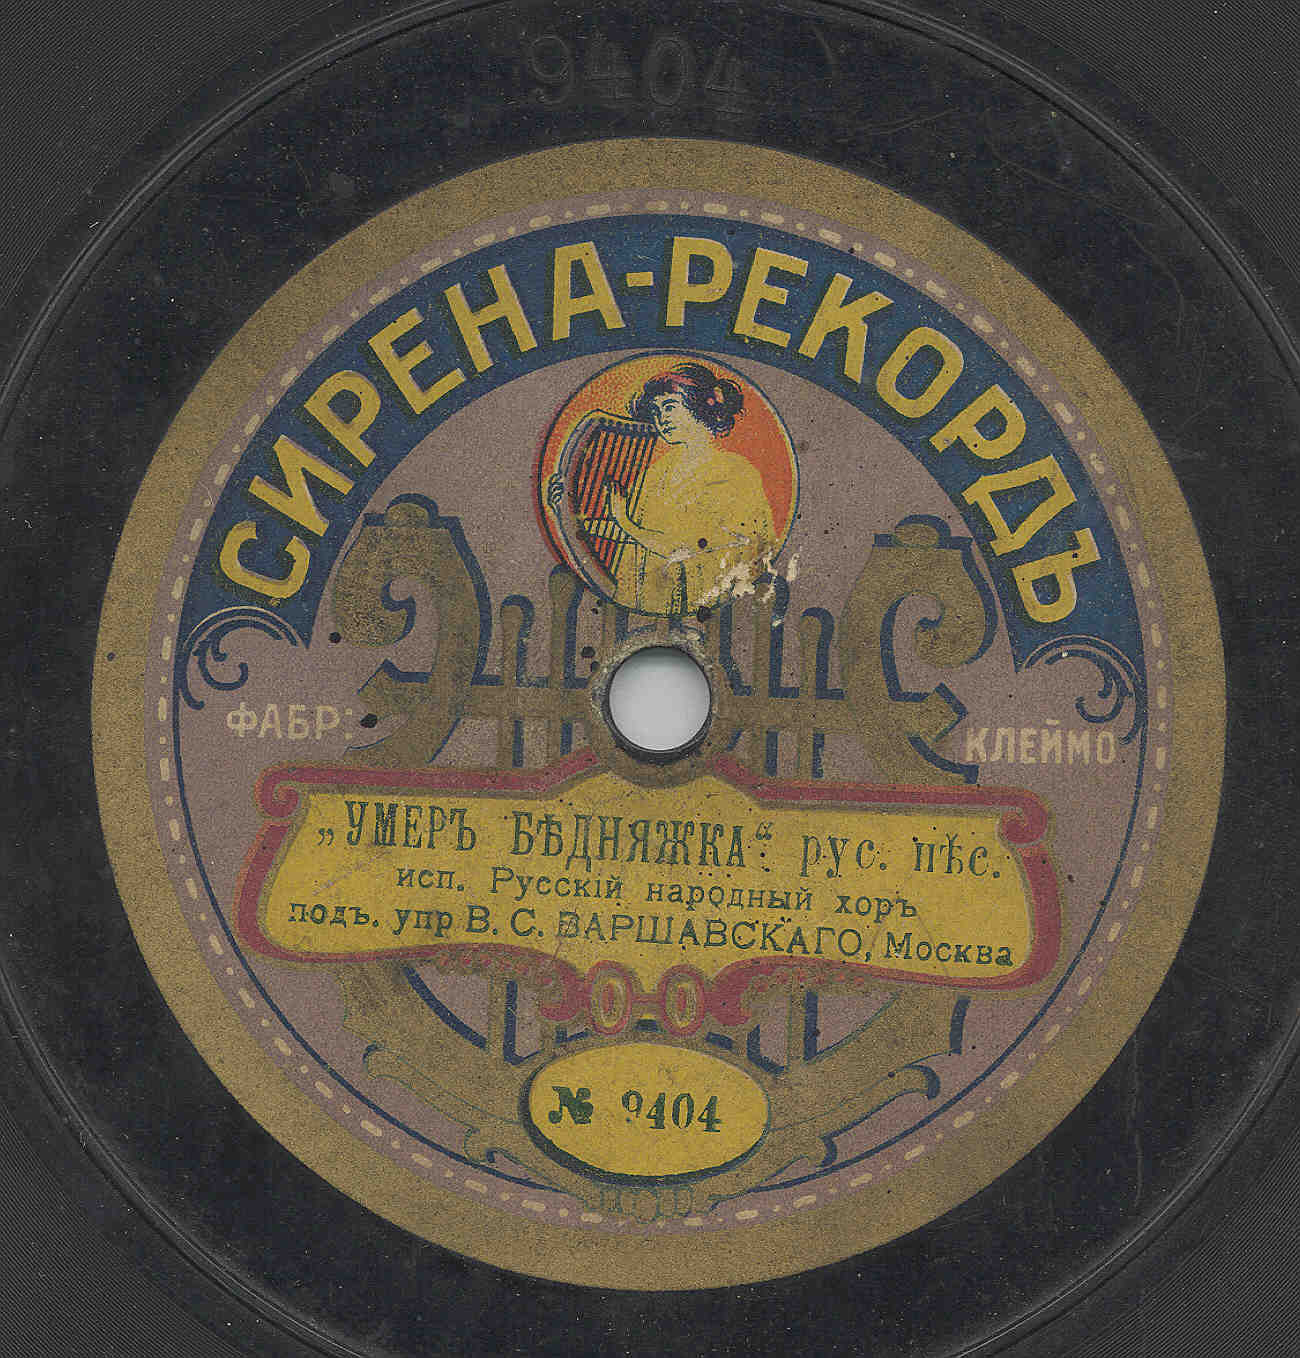 9404
СИРЕНА-РЕКОРДЪ
ФАБР: КЛЕЙМО
„УМЕРЪ БѢДНЯЖКА“ рус. пѣс.
исп. Русскій народный хоръ
подъ. упр В. С. ВАРШАВСКАГО, Москва
№ 9404